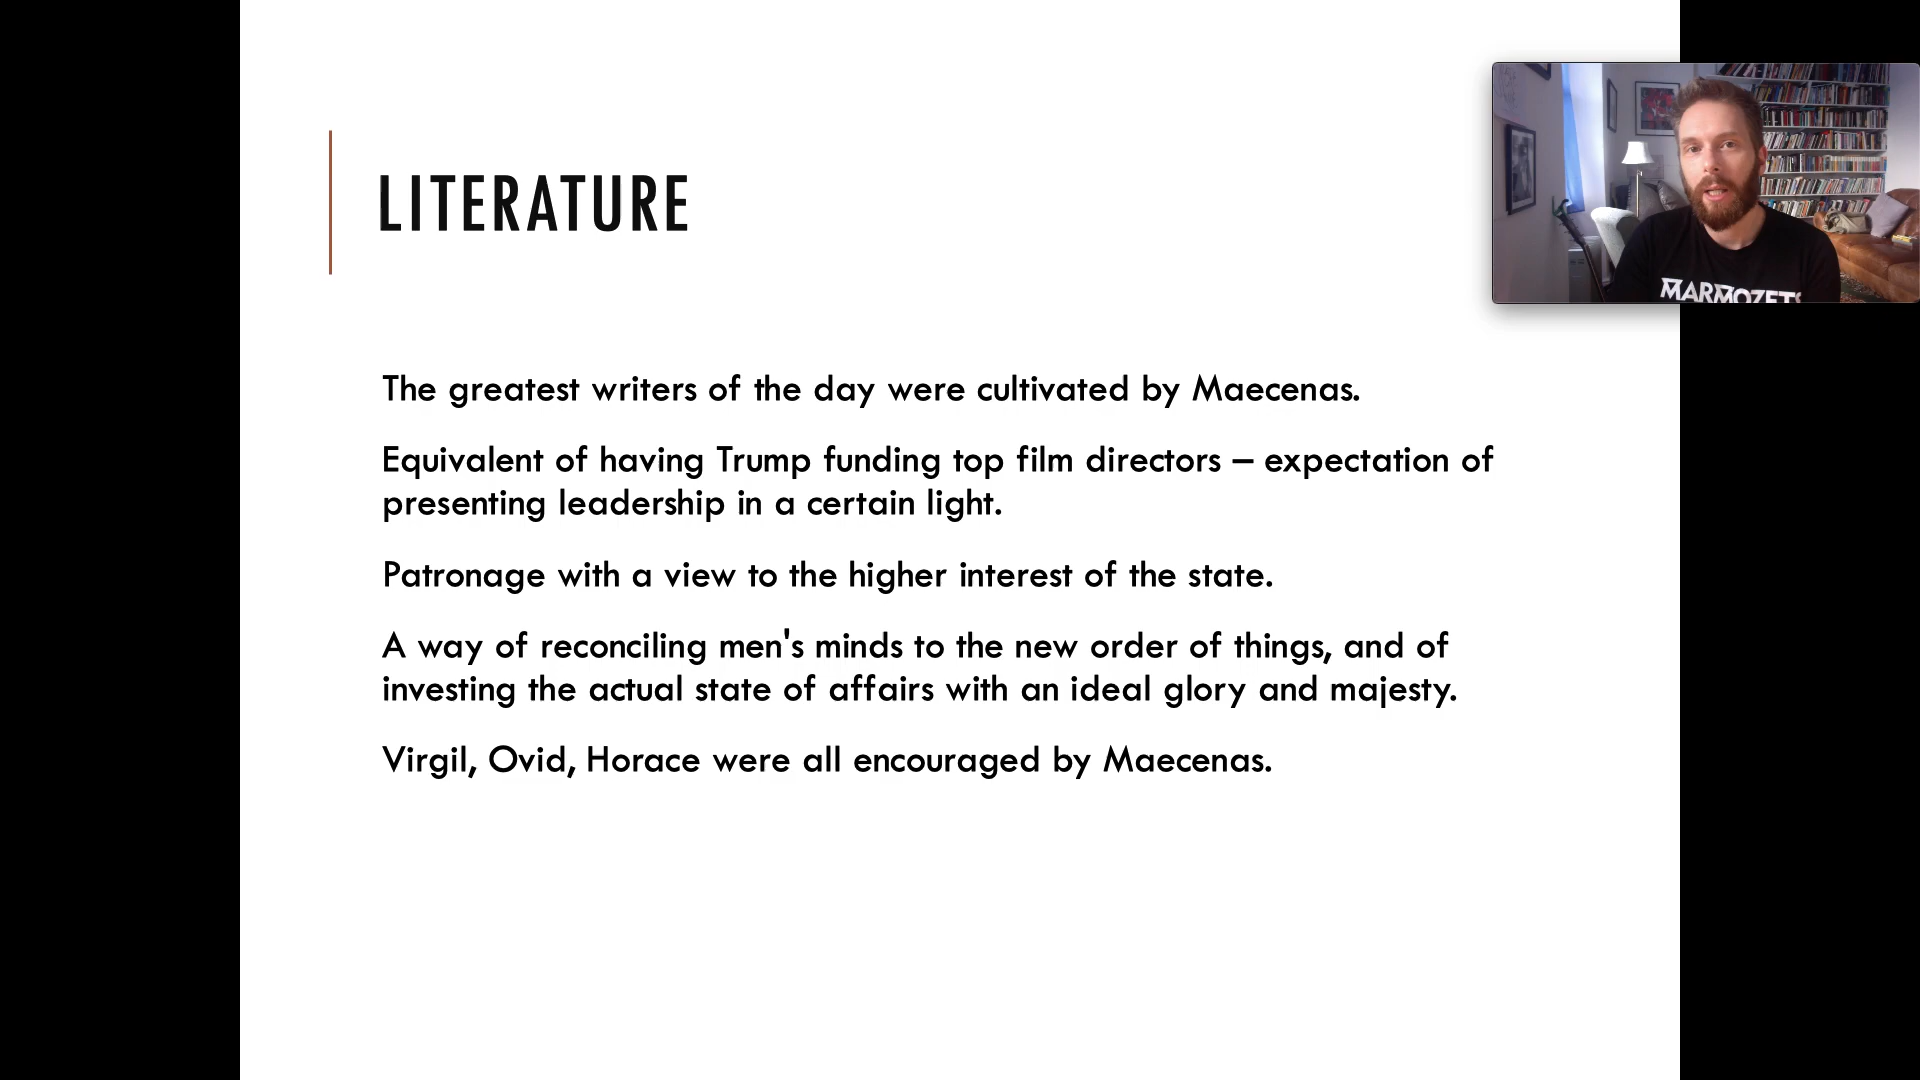 LITERATURE
The greatest writers of the day were cultivated by Maecenas.
Equivalent of having Trump funding top film directors – expectation of
presenting leadership in a certain light.
Patronage with a view to the higher interest of the state.
A way of reconciling men's minds to the new order of things, and of
investing the actual state of affairs with an ideal glory and majesty.
Virgil, Ovid, Horace were all encouraged by Maecenas.
MARMOZETS